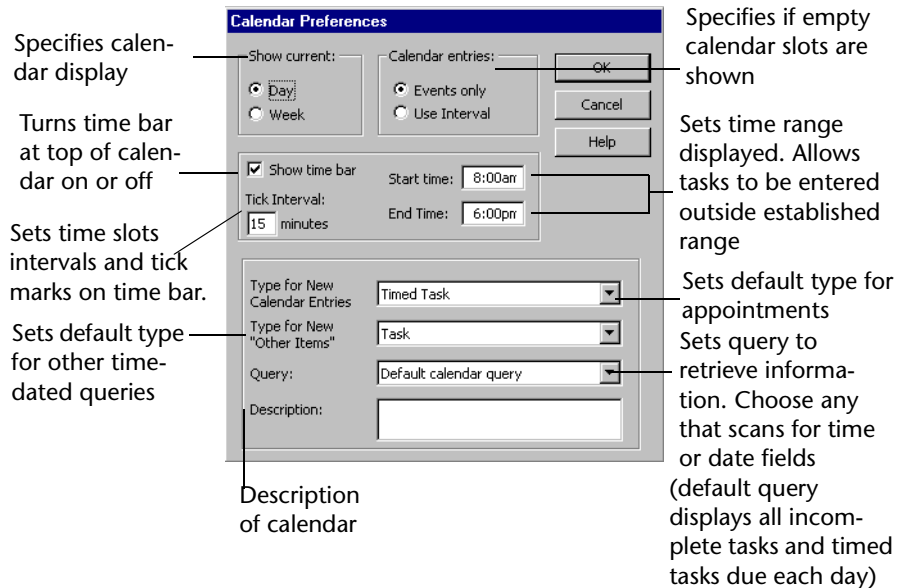 Calendar Preferences
Specifies calen-
dar display
Turns time bar
at top of calen-
dar on or off
Sets time slots
intervals and tick
marks on time bar.
Sets default type
for other time-
dated queries
Show current:
Day
Week
Calendar entries:
Events only
Use Interval
OK
Cancel
Help
Show time bar
Tick Interval:
15 minutes
Start time: 8:00am
End Time: 6:00pm
Type for New
Calendar Entries
Timed Task
Type for New
"Other Items"
Task
Query:
Default calendar query
Description:
Description
of calendar
Specifies if empty
calendar slots are
shown
Sets time range
displayed. Allows
tasks to be entered
outside established
range
Sets default type for
appointments
Sets query to
retrieve informa-
tion. Choose any
that scans for time
or date fields
(default query
displays all incom-
plete tasks and timed
tasks due each day)